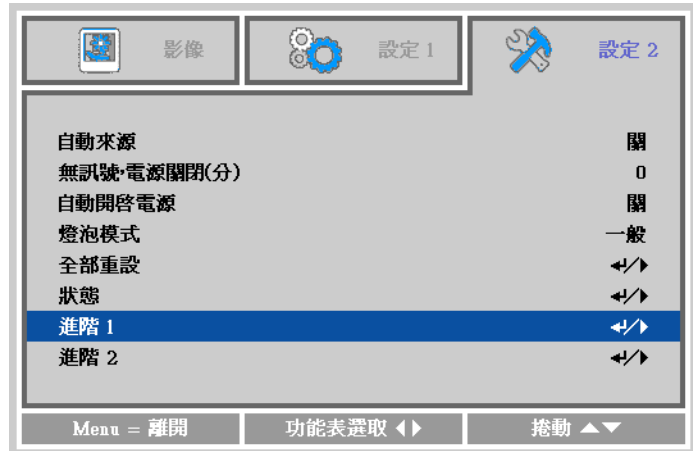 影像 設定 1 設定 2
自動來源 關
無訊號,電源關閉(分) 0
自動開啓電源 關
燈泡模式 一般
全部重設 ↵/▶
狀態 ↵/▶
進階 1 ↵/▶
進階 2 ↵/▶
Menu = 離開 功能表選取 ◀▶ 捲動 ▲▼